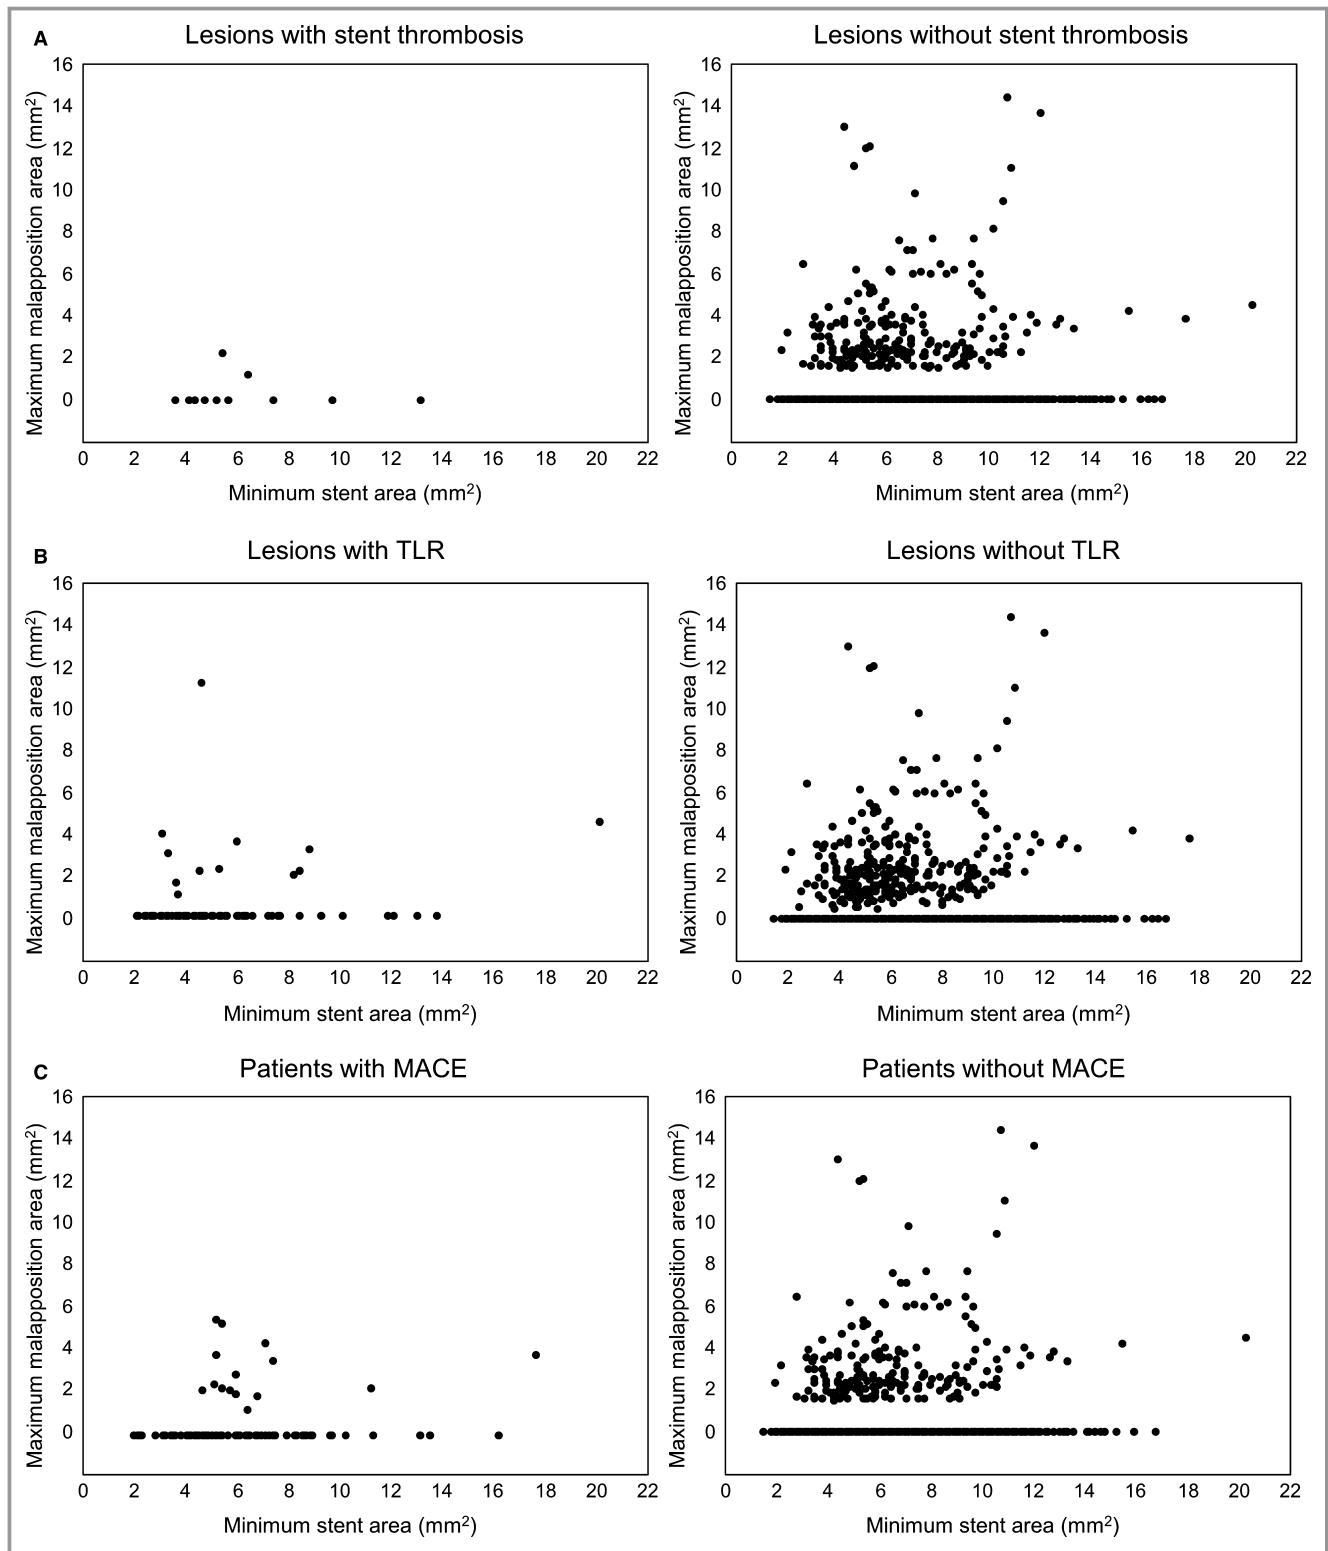 A
Lesions with stent thrombosis
Lesions without stent thrombosis
Maximum malapposition area (mm²)
16
14
12
10
8
6
4
2
0
0 2 4 6 8 10 12 14 16 18 20 22
Minimum stent area (mm²)
Maximum malapposition area (mm²)
16
14
12
10
8
6
4
2
0
0 2 4 6 8 10 12 14 16 18 20 22
Minimum stent area (mm²)
B
Lesions with TLR
Lesions without TLR
Maximum malapposition area (mm²)
16
14
12
10
8
6
4
2
0
0 2 4 6 8 10 12 14 16 18 20 22
Minimum stent area (mm²)
Maximum malapposition area (mm²)
16
14
12
10
8
6
4
2
0
0 2 4 6 8 10 12 14 16 18 20 22
Minimum stent area (mm²)
C
Patients with MACE
Patients without MACE
Maximum malapposition area (mm²)
16
14
12
10
8
6
4
2
0
0 2 4 6 8 10 12 14 16 18 20 22
Minimum stent area (mm²)
Maximum malapposition area (mm²)
16
14
12
10
8
6
4
2
0
0 2 4 6 8 10 12 14 16 18 20 22
Minimum stent area (mm²)